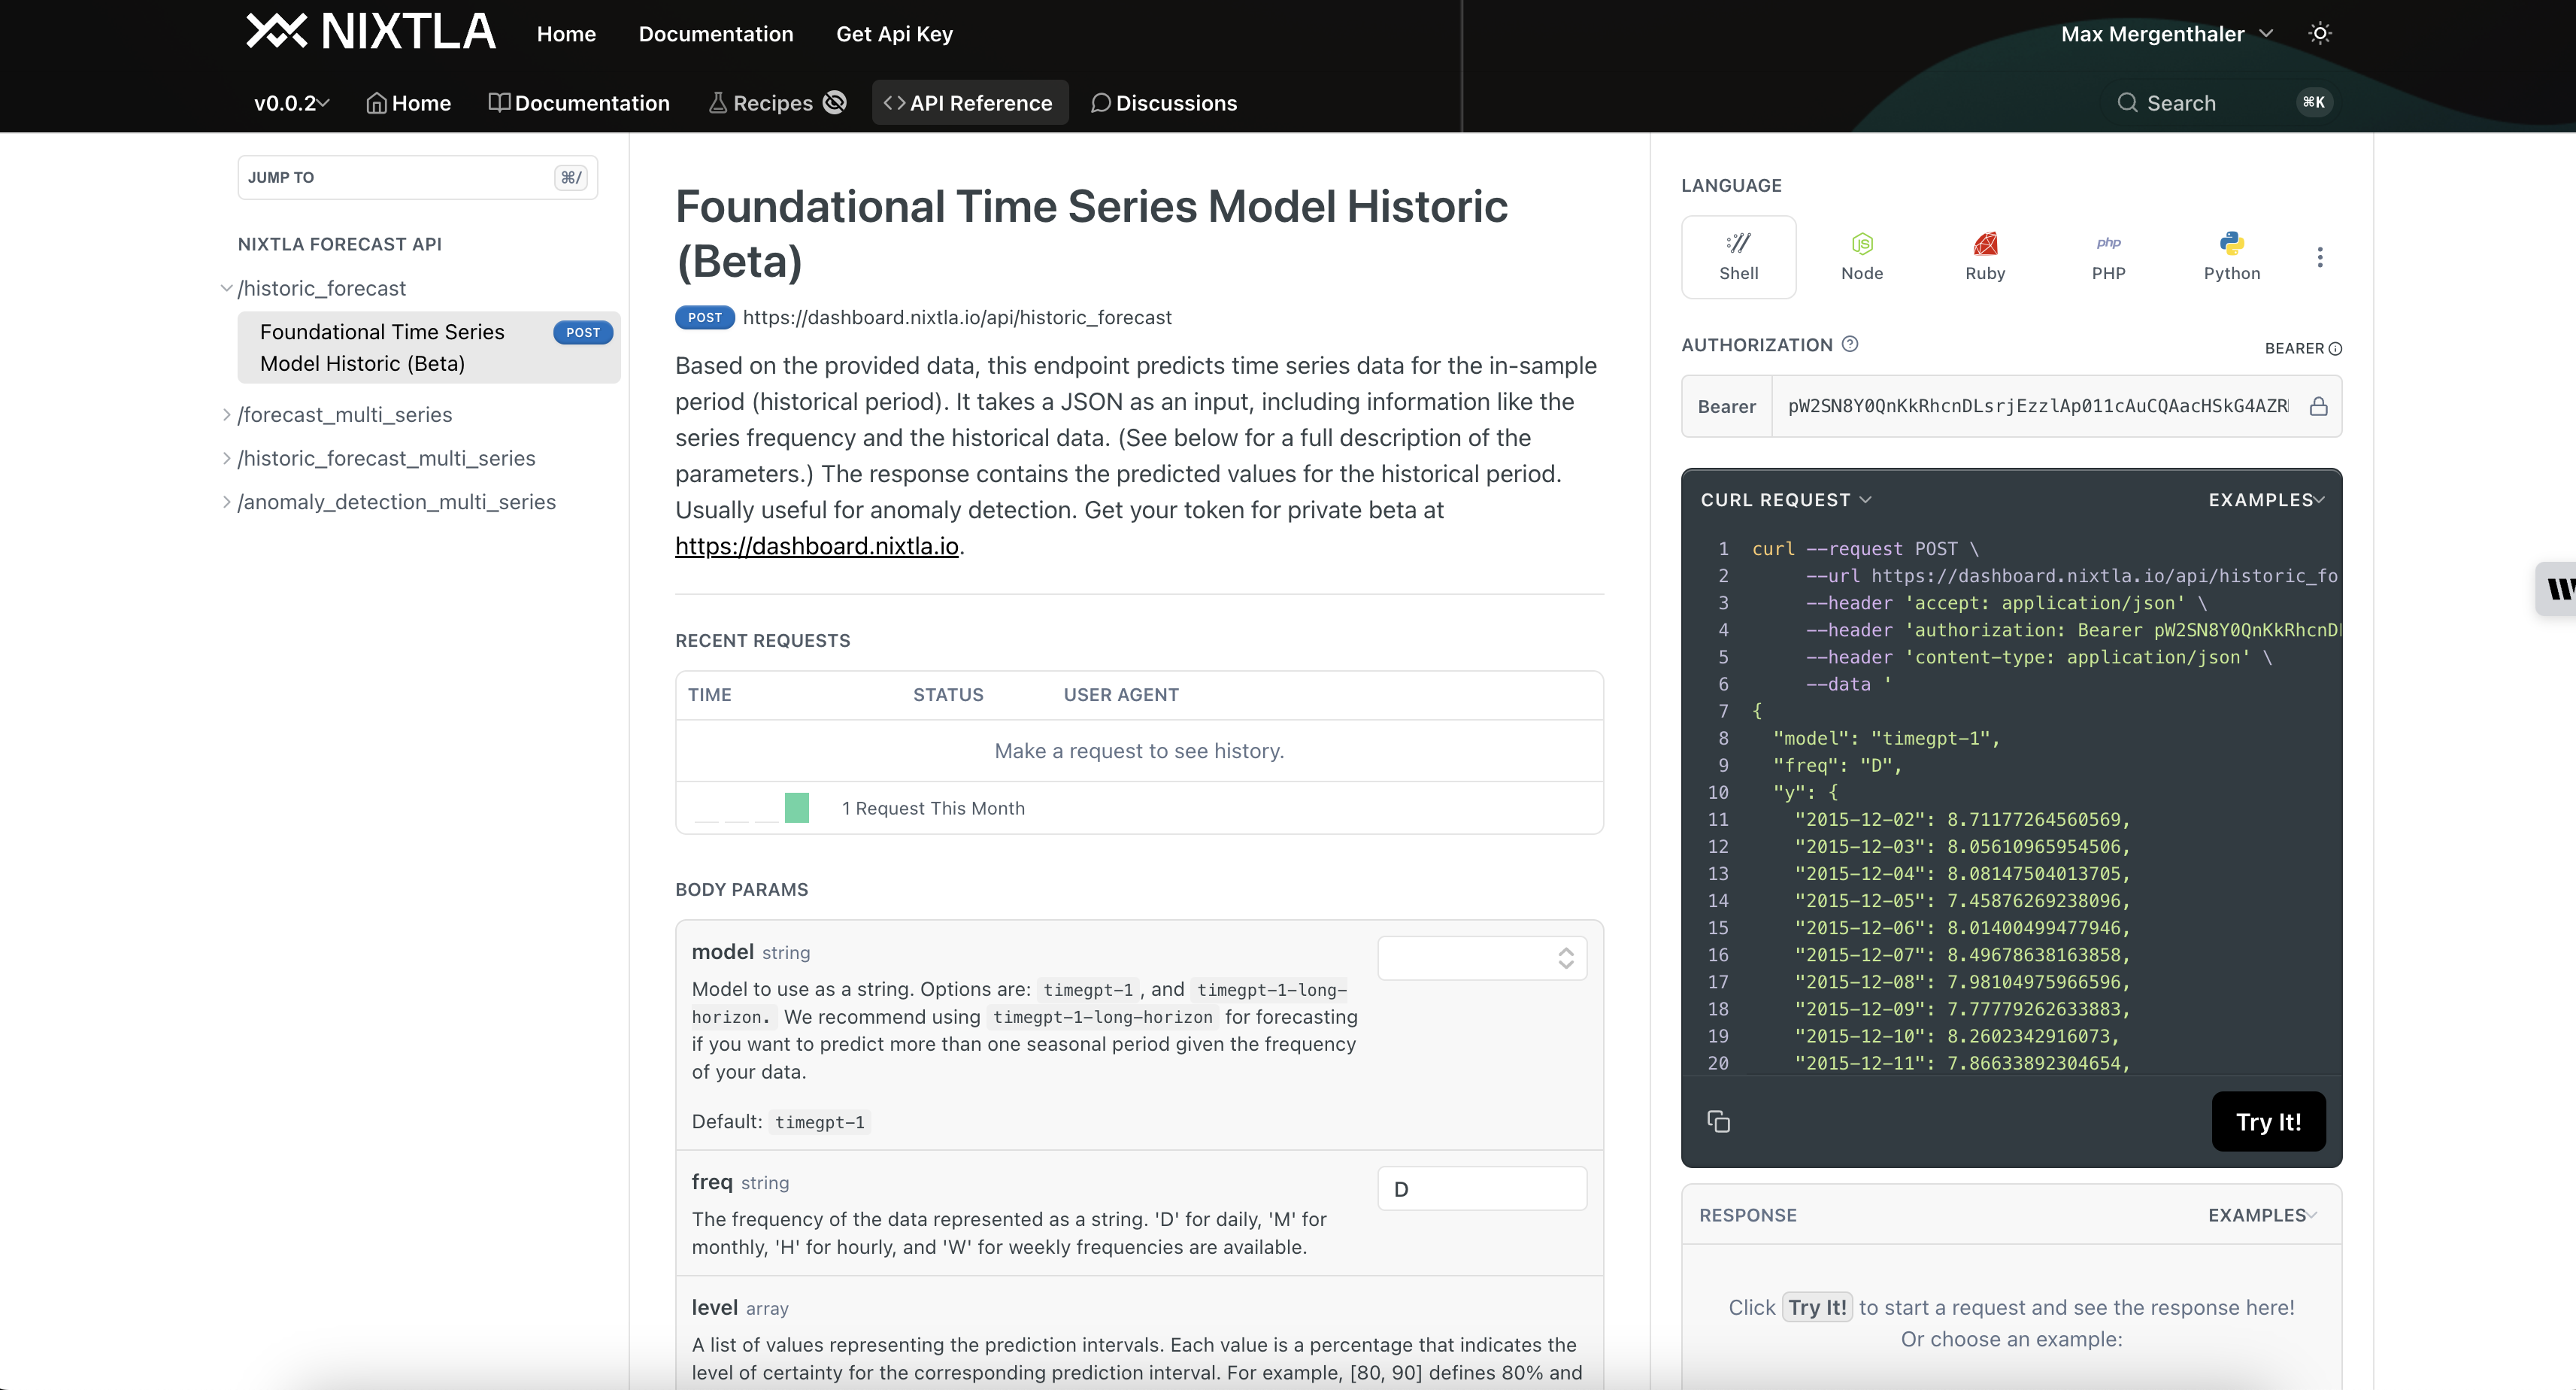 NIXTLA
Home
Documentation
Get Api Key
Max Mergenthaler
v0.0.2
Home
Documentation
Recipes
<> API Reference
Discussions
Search
⌘K
JUMP TO
⌘/
NIXTLA FORECAST API
/historic_forecast
Foundational Time Series
Model Historic (Beta)
POST
/forecast_multi_series
/historic_forecast_multi_series
/anomaly_detection_multi_series
Foundational Time Series Model Historic
(Beta)
POST https://dashboard.nixtla.io/api/historic_forecast
Based on the provided data, this endpoint predicts time series data for the in-sample
period (historical period). It takes a JSON as an input, including information like the
series frequency and the historical data. (See below for a full description of the
parameters.) The response contains the predicted values for the historical period.
Usually useful for anomaly detection. Get your token for private beta at
https://dashboard.nixtla.io.
RECENT REQUESTS
TIME STATUS USER AGENT
Make a request to see history.
1 Request This Month
BODY PARAMS
model string
Model to use as a string. Options are: timegpt-1 , and timegpt-1-long-
horizon. We recommend using timegpt-1-long-horizon for forecasting
if you want to predict more than one seasonal period given the frequency
of your data.
Default: timegpt-1
freq string
D
The frequency of the data represented as a string. 'D' for daily, 'M' for
monthly, 'H' for hourly, and 'W' for weekly frequencies are available.
level array
A list of values representing the prediction intervals. Each value is a percentage that indicates the
level of certainty for the corresponding prediction interval. For example, [80, 90] defines 80% and
LANGUAGE
Shell
JS
Node
Ruby
php
PHP
Python
AUTHORIZATION
BEARER
Bearer pW2SN8Y0QnKkRhcnDLsrjEzzlAp011cAuCQAacHSkG4AZR
CURL REQUEST
EXAMPLES
1 curl --request POST \
2 --url https://dashboard.nixtla.io/api/historic_fo
3 --header 'accept: application/json' \
4 --header 'authorization: Bearer pW2SN8Y0QnKkRhcnD
5 --header 'content-type: application/json' \
6 --data '
7 {
8 "model": "timegpt-1",
9 "freq": "D",
10 "y": {
11 "2015-12-02": 8.71177264560569,
12 "2015-12-03": 8.05610965954506,
13 "2015-12-04": 8.08147504013705,
14 "2015-12-05": 7.45876269238096,
15 "2015-12-06": 8.01400499477946,
16 "2015-12-07": 8.49678638163858,
17 "2015-12-08": 7.98104975966596,
18 "2015-12-09": 7.77779262633883,
19 "2015-12-10": 8.2602342916073,
20 "2015-12-11": 7.86633892304654,
Try It!
RESPONSE
EXAMPLES
Click Try It! to start a request and see the response here!
Or choose an example: